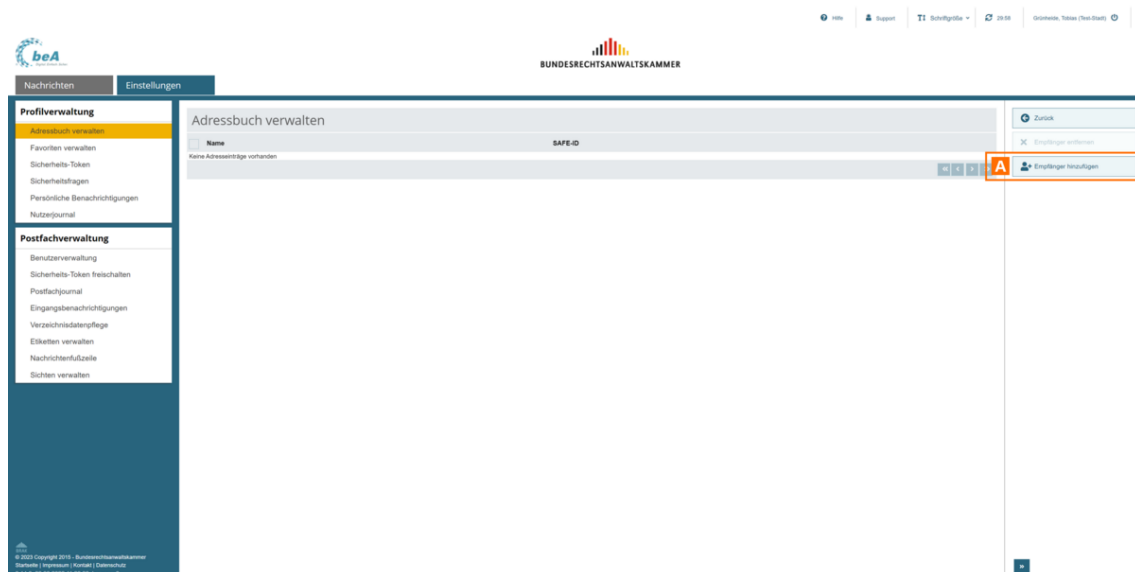 Hilfe Support Schriftgröße 29:58 Grünheide, Tobias (Test-Stadt)
beA
BUNDESRECHTSANWALTSKAMMER
Nachrichten Einstellungen
Profilverwaltung
Adressbuch verwalten
Favoriten verwalten
Sicherheits-Token
Sicherheitsfragen
Persönliche Benachrichtigungen
Nutzerjournal
Postfachverwaltung
Benutzerverwaltung
Sicherheits-Token freischalten
Postfachjournal
Eingangsbenachrichtigungen
Verzeichnisdatenpflege
Etiketten verwalten
Nachrichtenfußzeile
Sichten verwalten
Adressbuch verwalten
Name SAFE-ID
Keine Adresseinträge vorhanden
Zurück
Empfänger entfernen
A Empfänger hinzufügen
© 2023 Copyright 2019 - Bundesrechtsanwaltskammer
Startseite | Impressum | Kontakt | Datenschutz